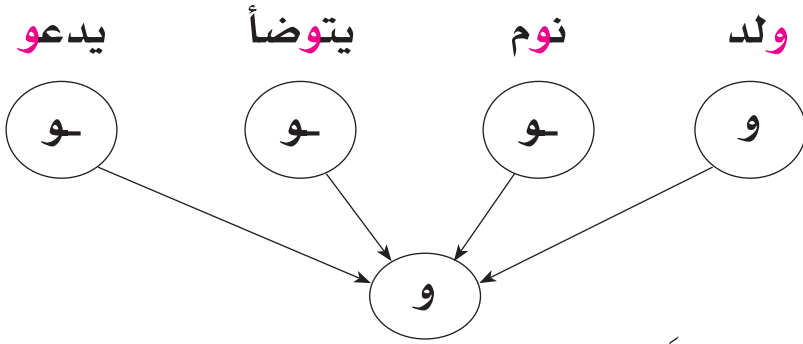 ولد نوم يتوضأ يدعو
و ـو ـو ـو
و